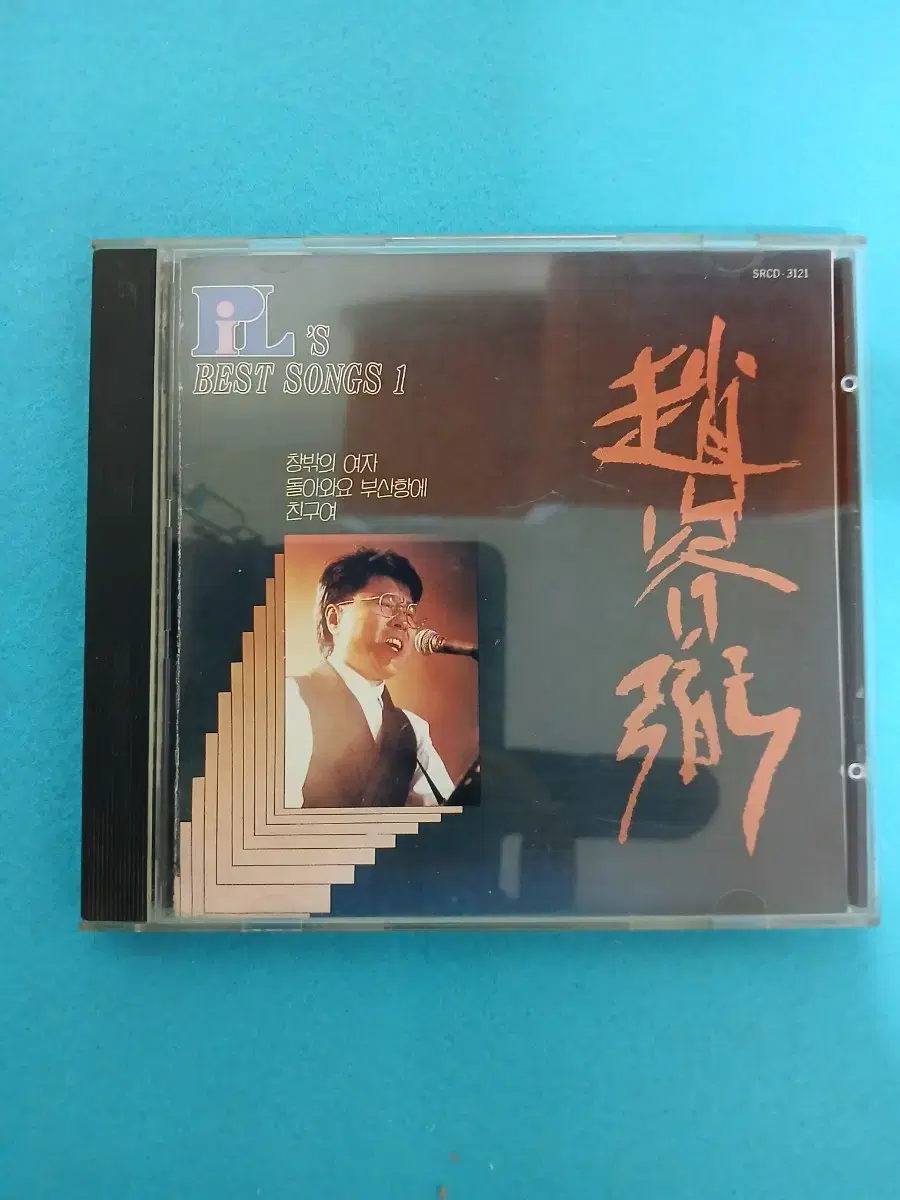 SRCD-3121
PiL'S
BEST SONGS 1
창밖의 여자
돌아와요 부산항에
친구여
趙容弼